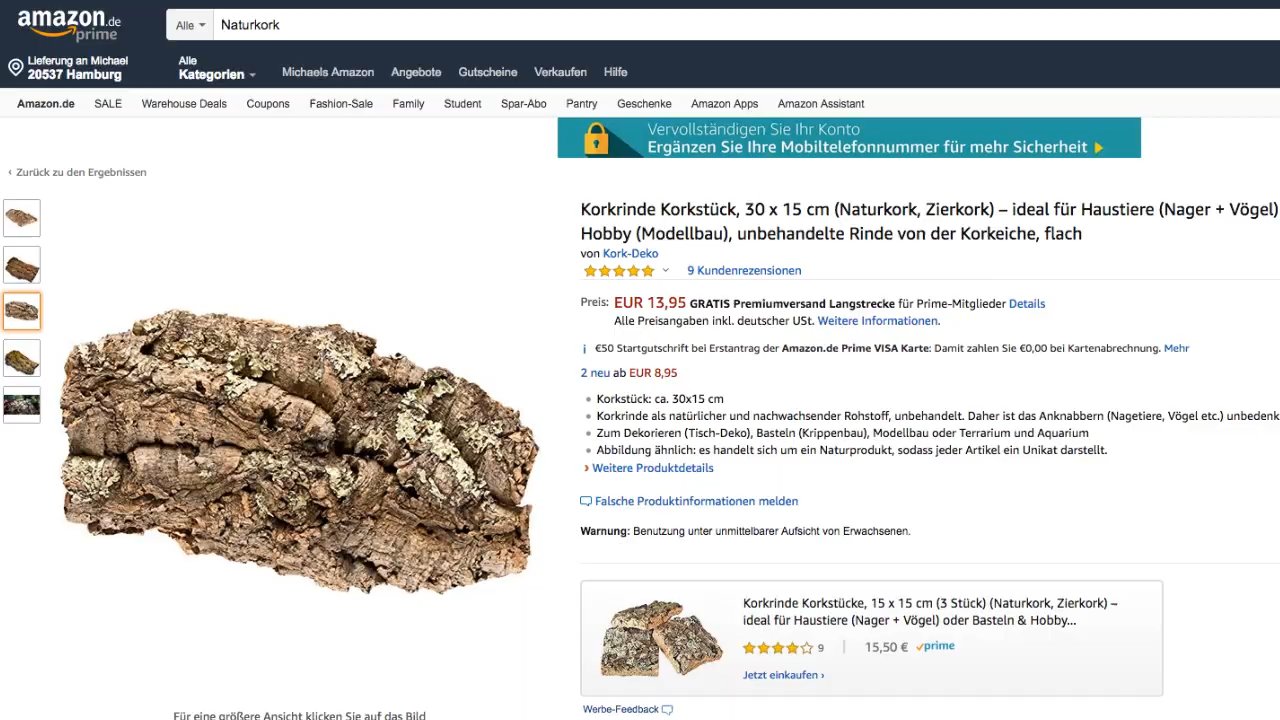 amazon.de
prime
Alle
Naturkork
Lieferung an Michael
20537 Hamburg
Alle
Kategorien
Michaels Amazon
Angebote
Gutscheine
Verkaufen
Hilfe
Amazon.de
SALE
Warehouse Deals
Coupons
Fashion-Sale
Family
Student
Spar-Abo
Pantry
Geschenke
Amazon Apps
Amazon Assistant
Vervollständigen Sie Ihr Konto
Ergänzen Sie Ihre Mobiltelefonnummer für mehr Sicherheit
‹ Zurück zu den Ergebnissen
Korkrinde Korkstück, 30 x 15 cm (Naturkork, Zierkork) – ideal für Haustiere (Nager + Vögel)
Hobby (Modellbau), unbehandelte Rinde von der Korkeiche, flach
von Kork-Deko
9 Kundenrezensionen
Preis: EUR 13,95 GRATIS Premiumversand Langstrecke für Prime-Mitglieder Details
Alle Preisangaben inkl. deutscher USt. Weitere Informationen.
i €50 Startgutschrift bei Erstantrag der Amazon.de Prime VISA Karte: Damit zahlen Sie €0,00 bei Kartenabrechnung. Mehr
2 neu ab EUR 8,95
• Korkstück: ca. 30x15 cm
• Korkrinde als natürlicher und nachwachsender Rohstoff, unbehandelt. Daher ist das Anknabbern (Nagetiere, Vögel etc.) unbedenk
• Zum Dekorieren (Tisch-Deko), Basteln (Krippenbau), Modellbau oder Terrarium und Aquarium
• Abbildung ähnlich: es handelt sich um ein Naturprodukt, sodass jeder Artikel ein Unikat darstellt.
› Weitere Produktdetails
Falsche Produktinformationen melden
Warnung: Benutzung unter unmittelbarer Aufsicht von Erwachsenen.
Korkrinde Korkstücke, 15 x 15 cm (3 Stück) (Naturkork, Zierkork) –
ideal für Haustiere (Nager + Vögel) oder Basteln & Hobby...
9 | 15,50 € prime
Jetzt einkaufen ›
Werbe-Feedback
Für eine größere Ansicht klicken Sie auf das Bild